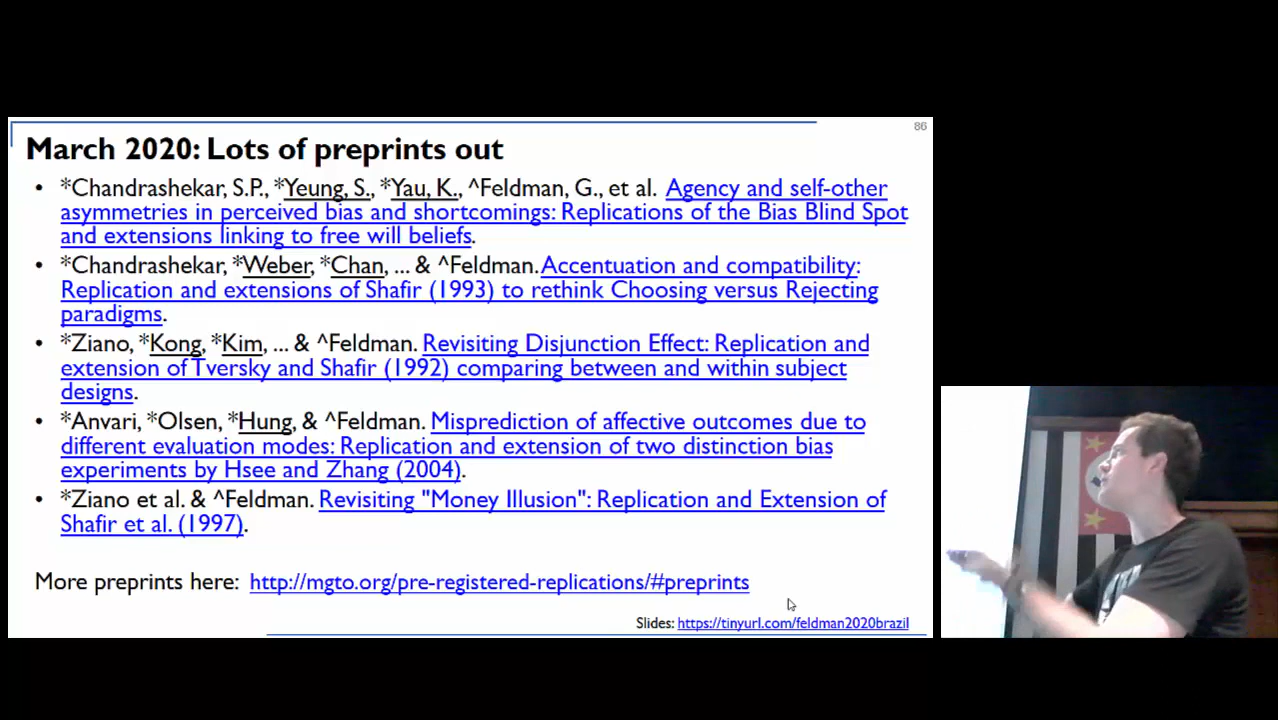 86
March 2020: Lots of preprints out
• *Chandrashekar, S.P., *Yeung, S., *Yau, K., ^Feldman, G., et al. Agency and self-other
asymmetries in perceived bias and shortcomings: Replications of the Bias Blind Spot
and extensions linking to free will beliefs.
• *Chandrashekar, *Weber, *Chan, ... & ^Feldman. Accentuation and compatibility:
Replication and extensions of Shafir (1993) to rethink Choosing versus Rejecting
paradigms.
• *Ziano, *Kong, *Kim, ... & ^Feldman. Revisiting Disjunction Effect: Replication and
extension of Tversky and Shafir (1992) comparing between and within subject
designs.
• *Anvari, *Olsen, *Hung, & ^Feldman. Misprediction of affective outcomes due to
different evaluation modes: Replication and extension of two distinction bias
experiments by Hsee and Zhang (2004).
• *Ziano et al. & ^Feldman. Revisiting "Money Illusion": Replication and Extension of
Shafir et al. (1997).
More preprints here: http://mgto.org/pre-registered-replications/#preprints
Slides: https://tinyurl.com/feldman2020brazil